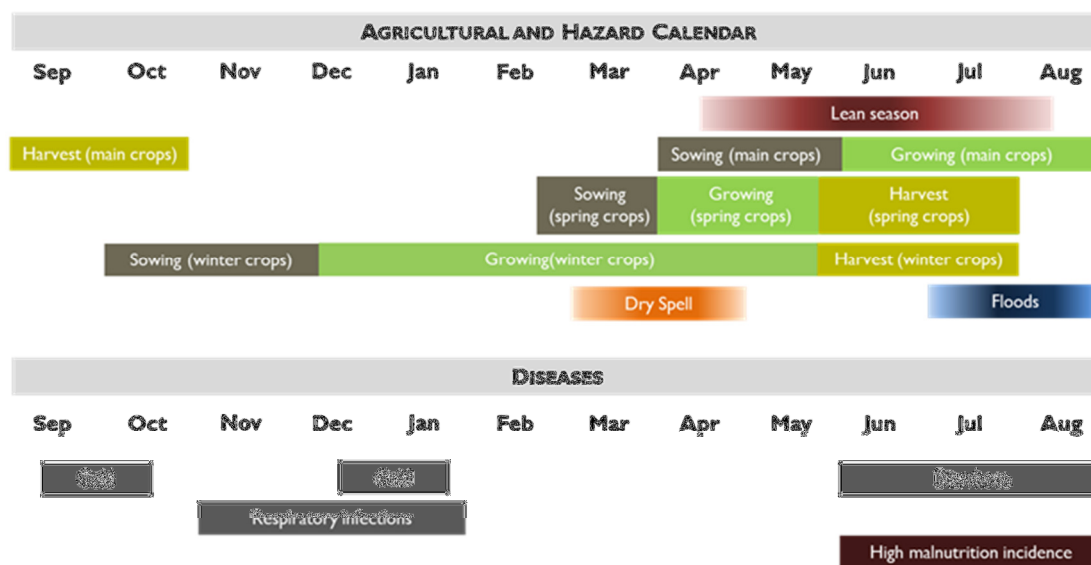 AGRICULTURAL AND HAZARD CALENDAR
Sep Oct Nov Dec Jan Feb Mar Apr May Jun Jul Aug
Lean season
Harvest (main crops) Sowing (main crops) Growing (main crops)
Sowing Growing Harvest
(spring crops) (spring crops) (spring crops)
Sowing (winter crops) Growing(winter crops) Harvest (winter crops)
Dry Spell Floods
DISEASES
Sep Oct Nov Dec Jan Feb Mar Apr May Jun Jul Aug
Respiratory infections
High malnutrition incidence